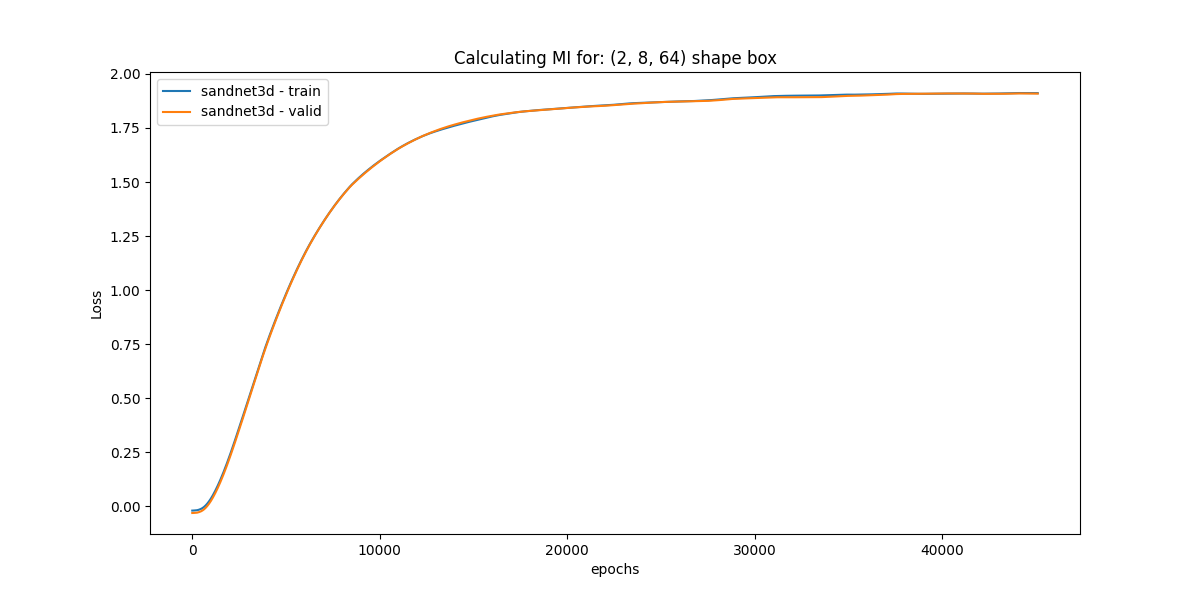 Calculating MI for: (2, 8, 64) shape box
2.00
sandnet3d - train
sandnet3d - valid
1.75
1.50
1.25
1.00
Loss
0.75
0.50
0.25
0.00
0 10000 20000 30000 40000
epochs